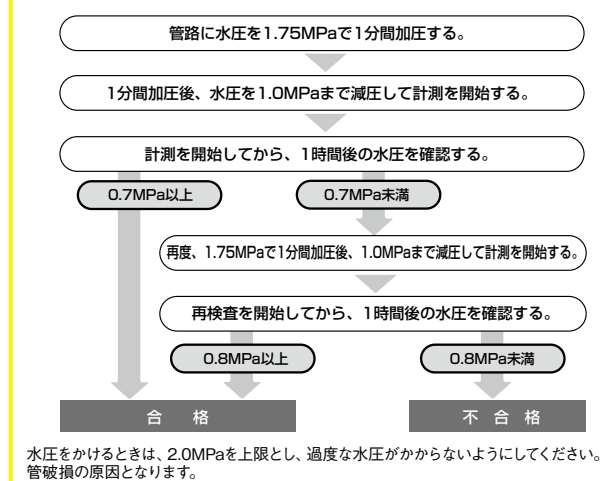 管路に水圧を1.75MPaで1分間加圧する。
1分間加圧後、水圧を1.0MPaまで減圧して計測を開始する。
計測を開始してから、1時間後の水圧を確認する。
0.7MPa以上
0.7MPa未満
再度、1.75MPaで1分間加圧後、1.0MPaまで減圧して計測を開始する。
再検査を開始してから、1時間後の水圧を確認する。
0.8MPa以上
0.8MPa未満
合 格
不 合 格
水圧をかけるときは、2.0MPaを上限とし、過度な水圧がかからないようにしてください。
管破損の原因となります。